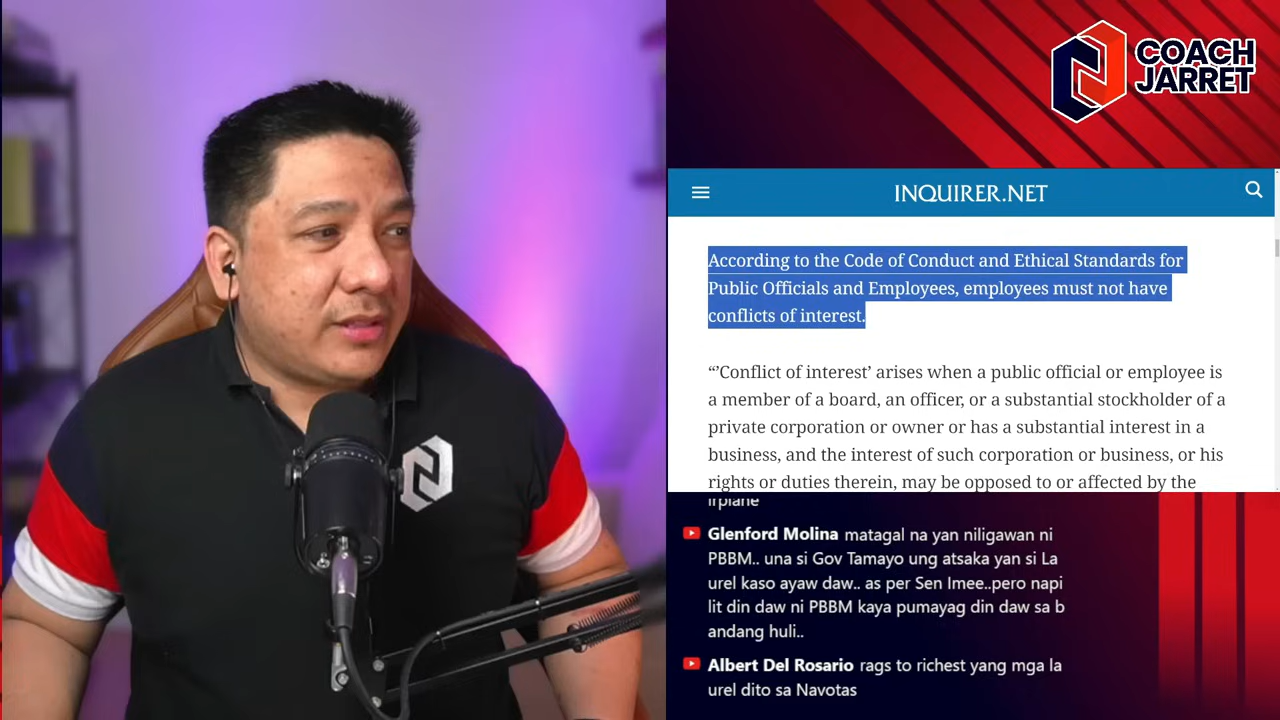 COACH
JARRET
INQUIRER.NET
According to the Code of Conduct and Ethical Standards for
Public Officials and Employees, employees must not have
conflicts of interest.
“’Conflict of interest’ arises when a public official or employee is
a member of a board, an officer, or a substantial stockholder of a
private corporation or owner or has a substantial interest in a
business, and the interest of such corporation or business, or his
rights or duties therein, may be opposed to or affected by the
irplane
Glenford Molina matagal na yan niligawan ni
PBBM.. una si Gov Tamayo ung atsaka yan si La
urel kaso ayaw daw.. as per Sen Imee..pero napi
lit din daw ni PBBM kaya pumayag din daw sa b
andang huli..
Albert Del Rosario rags to richest yang mga la
urel dito sa Navotas